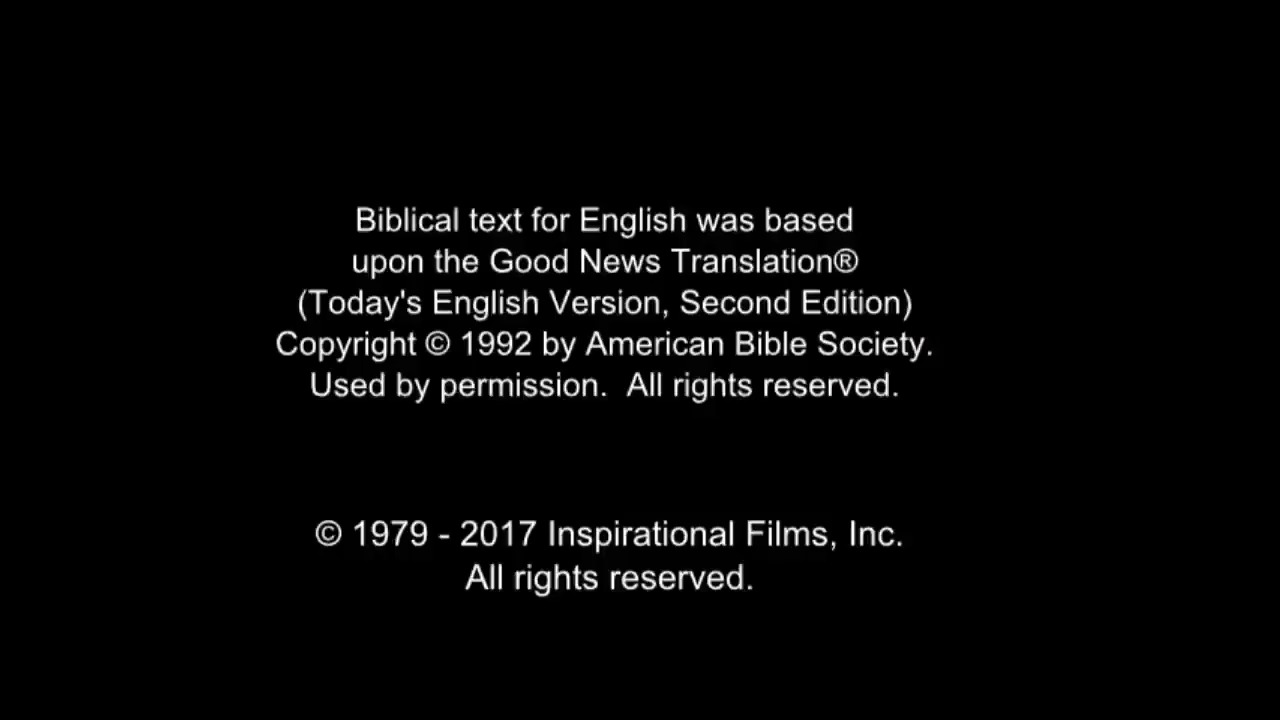 Biblical text for English was based
upon the Good News Translation®
(Today's English Version, Second Edition)
Copyright © 1992 by American Bible Society.
Used by permission.  All rights reserved.
© 1979 - 2017 Inspirational Films, Inc.
All rights reserved.